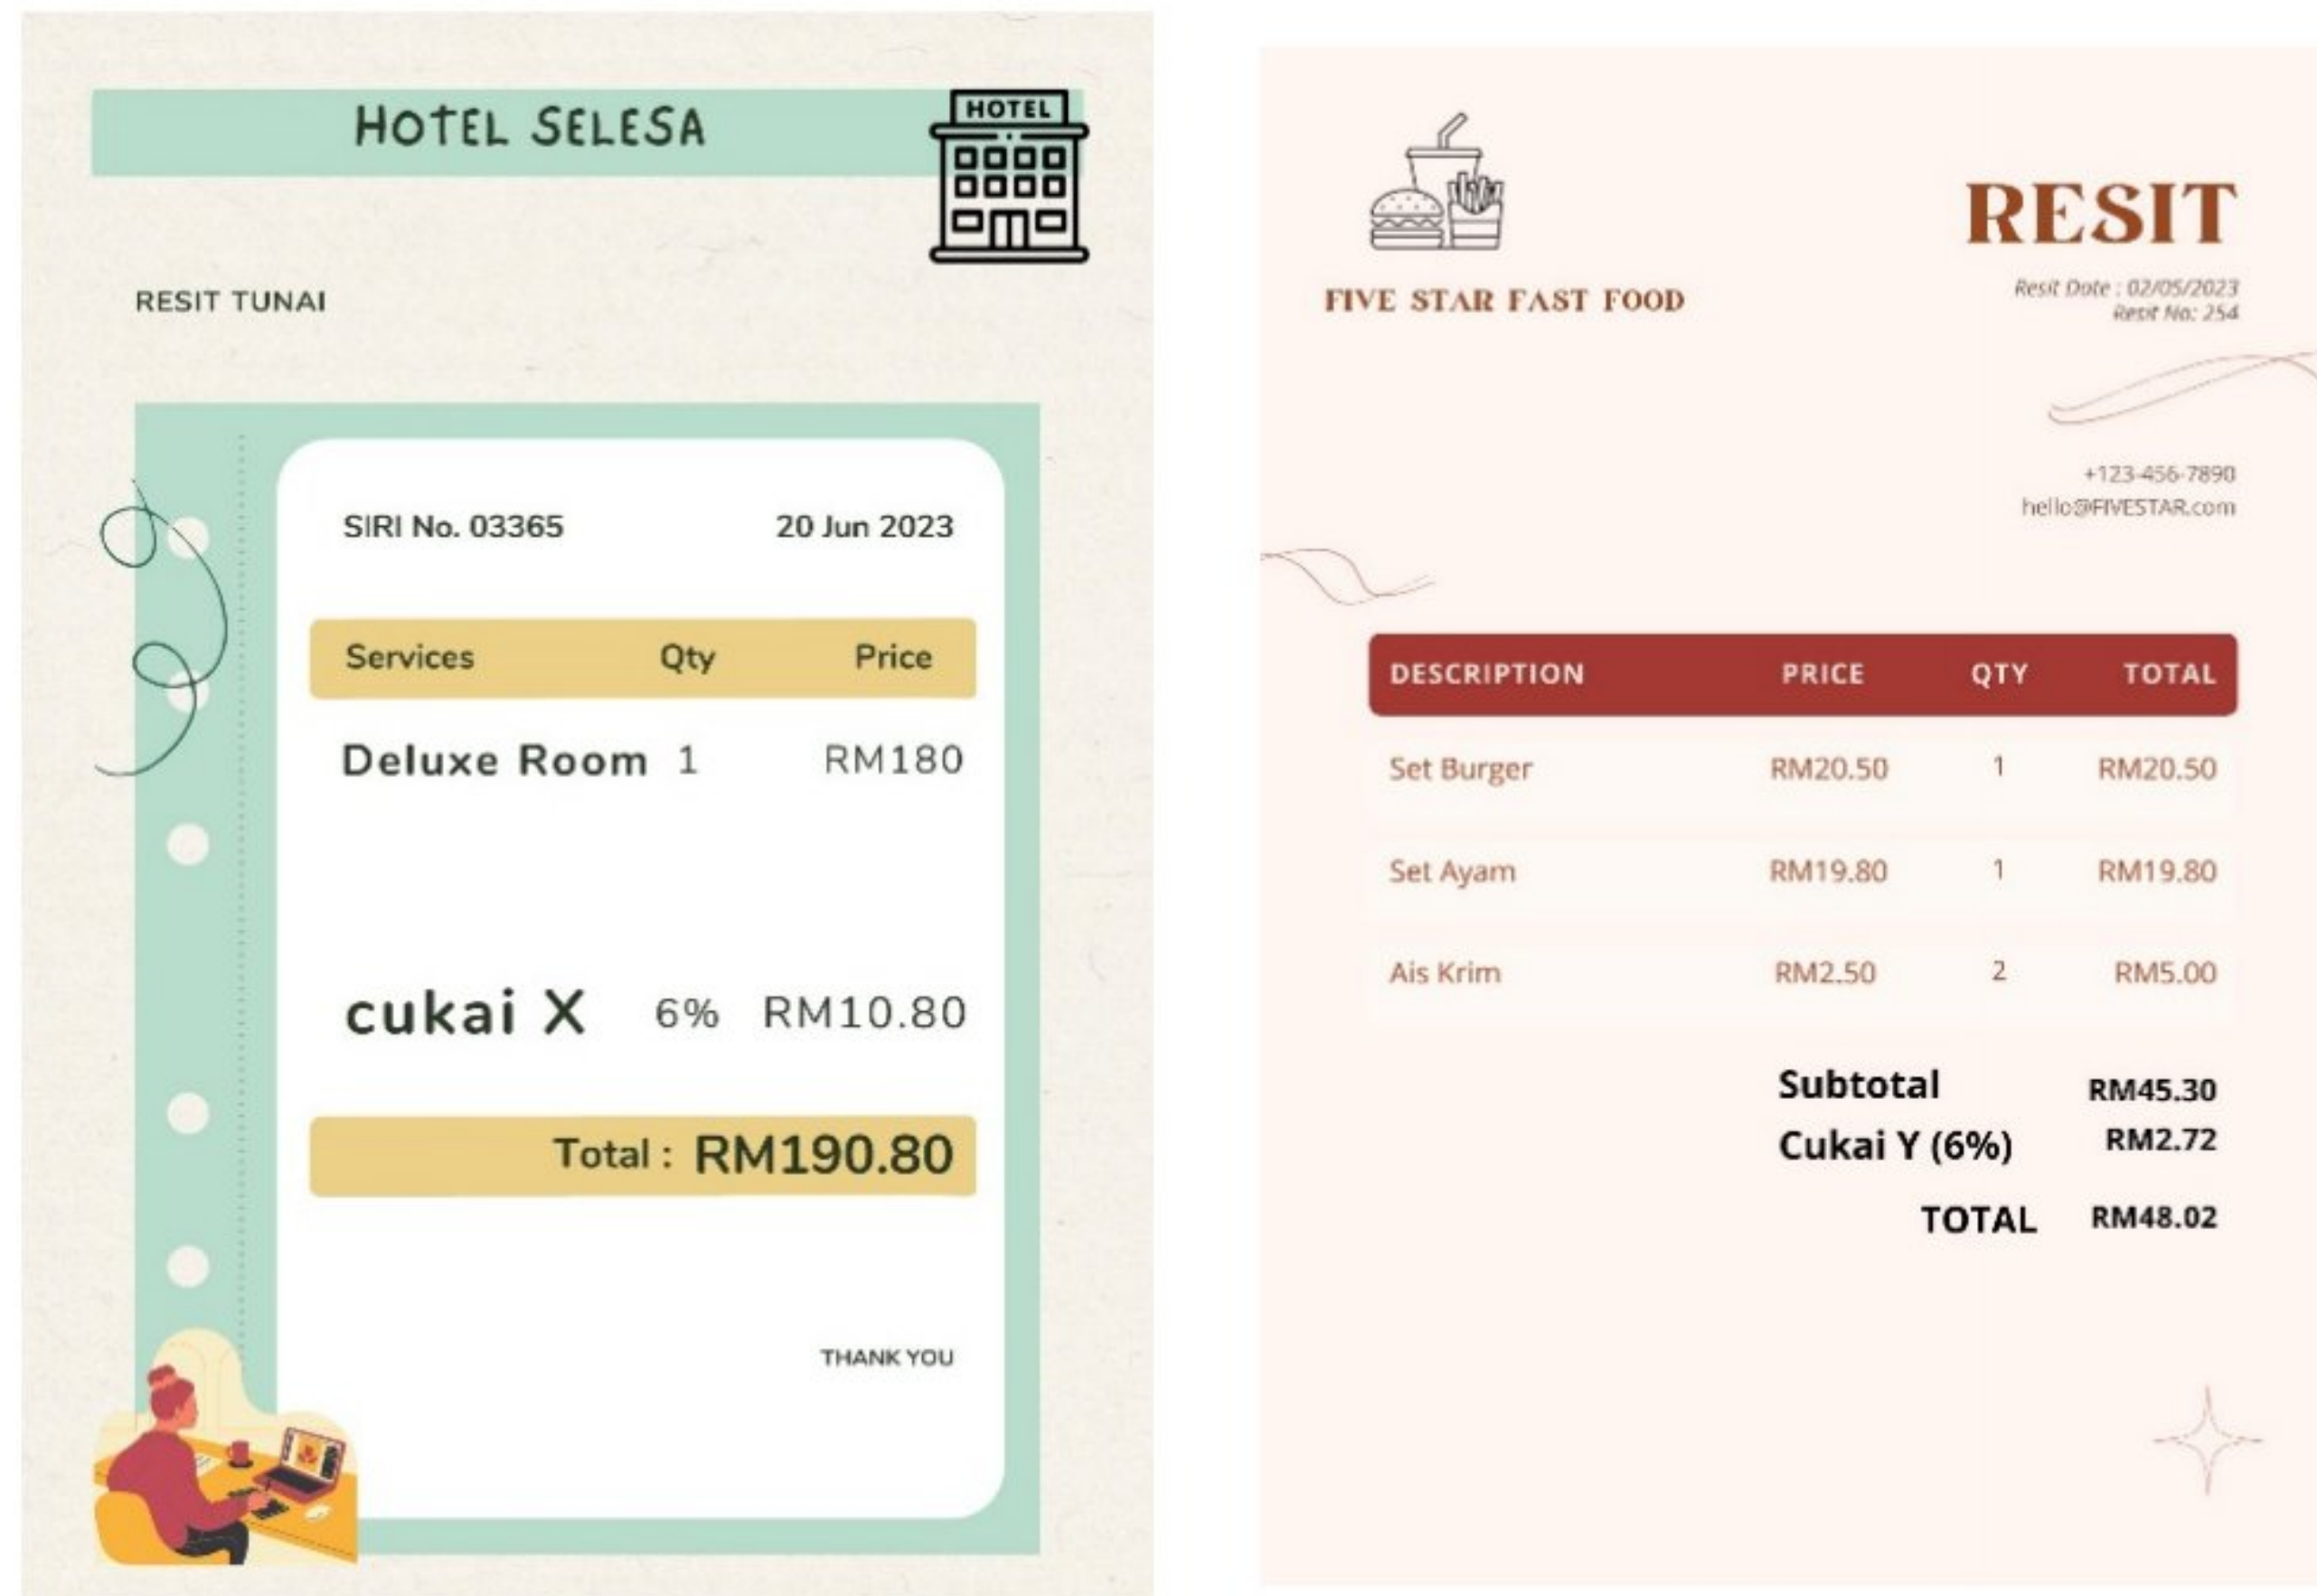 HOTEL SELESA
HOTEL
RESIT TUNAI
SIRI No. 03365 20 Jun 2023
Services Qty Price
Deluxe Room 1 RM180
cukai X 6% RM10.80
Total : RM190.80
THANK YOU
RESIT
FIVE STAR FAST FOOD
Resit Date : 02/05/2023
Resit No: 254
+123-456-7890
hello@FIVESTAR.com
DESCRIPTION PRICE QTY TOTAL
Set Burger RM20.50 1 RM20.50
Set Ayam RM19.80 1 RM19.80
Ais Krim RM2.50 2 RM5.00
Subtotal RM45.30
Cukai Y (6%) RM2.72
TOTAL RM48.02